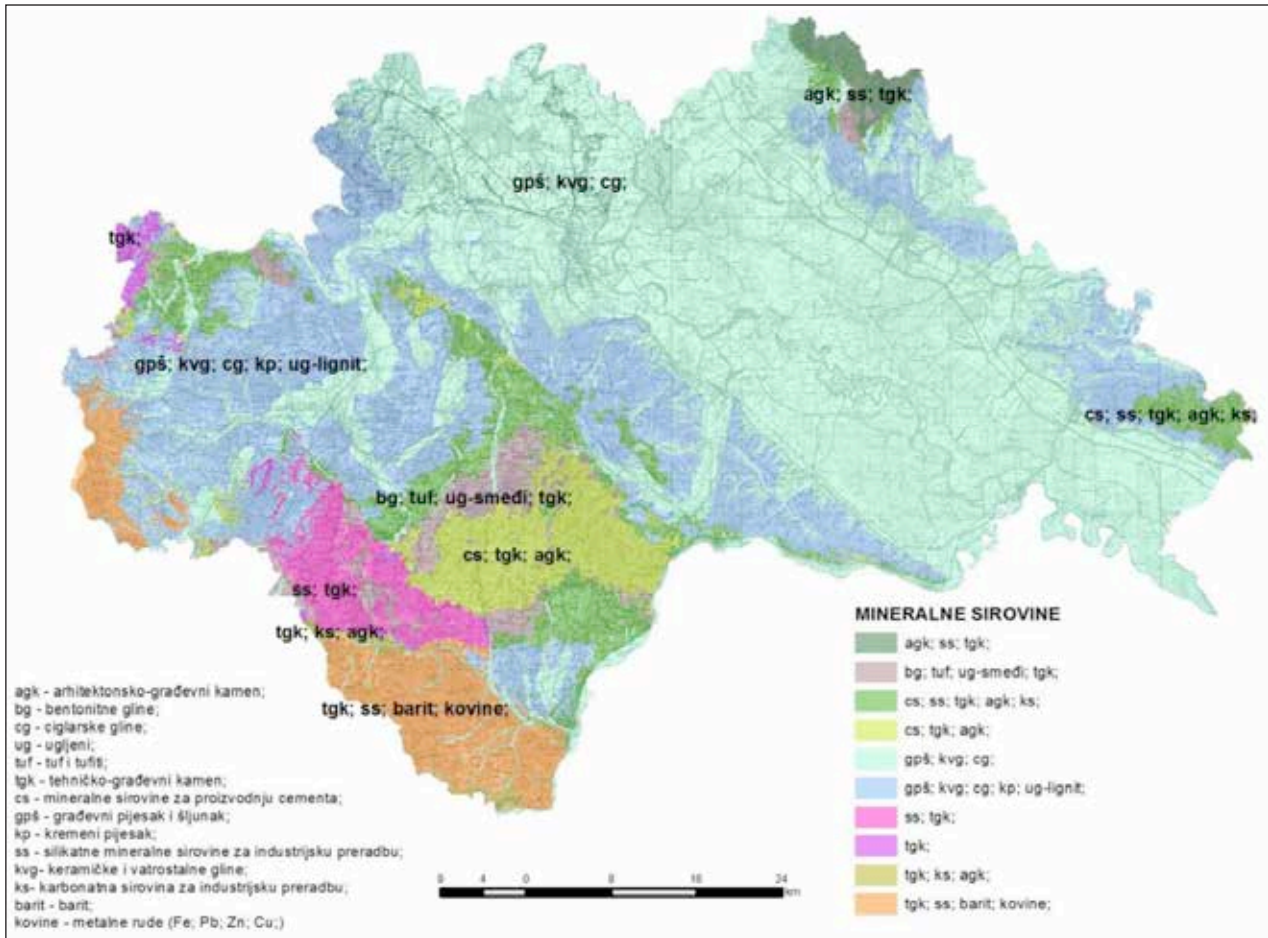 agk; ss; tgk;
gpš; kvg; cg;
tgk;
gpš; kvg; cg; kp; ug-lignit;
cs; ss; tgk; agk; ks;
bg; tuf; ug-smeđi; tgk;
cs; tgk; agk;
ss; tgk;
tgk; ks; agk;
tgk; ss; barit; kovine;
agk - arhitektonsko-građevni kamen;
bg - bentonitne gline;
cg - ciglarske gline;
ug - ugljeni;
tuf - tuf i tufiti;
tgk - tehničko-građevni kamen;
cs - mineralne sirovine za proizvodnju cementa;
gpš - građevni pijesak i šljunak;
kp - kremeni pijesak;
ss - silikatne mineralne sirovine za industrijsku preradbu;
kvg- keramičke i vatrostalne gline;
ks- karbonatna sirovina za industrijsku preradbu;
barit - barit;
kovine - metalne rude (Fe; Pb; Zn; Cu;)
0 4 0 8 16 24
km
MINERALNE SIROVINE
agk; ss; tgk;
bg; tuf; ug-smeđi; tgk;
cs; ss; tgk; agk; ks;
cs; tgk; agk;
gpš; kvg; cg;
gpš; kvg; cg; kp; ug-lignit;
ss; tgk;
tgk;
tgk; ks; agk;
tgk; ss; barit; kovine;